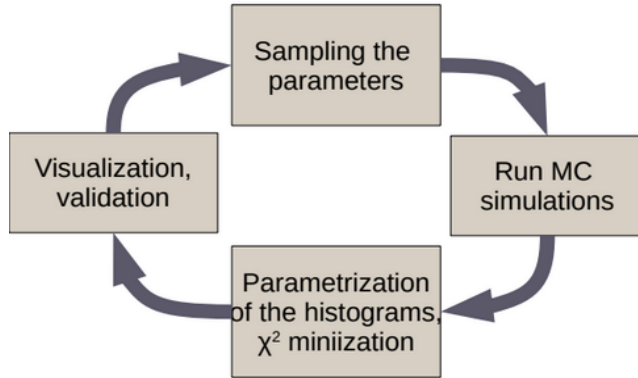 Sampling the
parameters
Visualization,
validation
Run MC
simulations
Parametrization
of the histograms,
χ² miniization